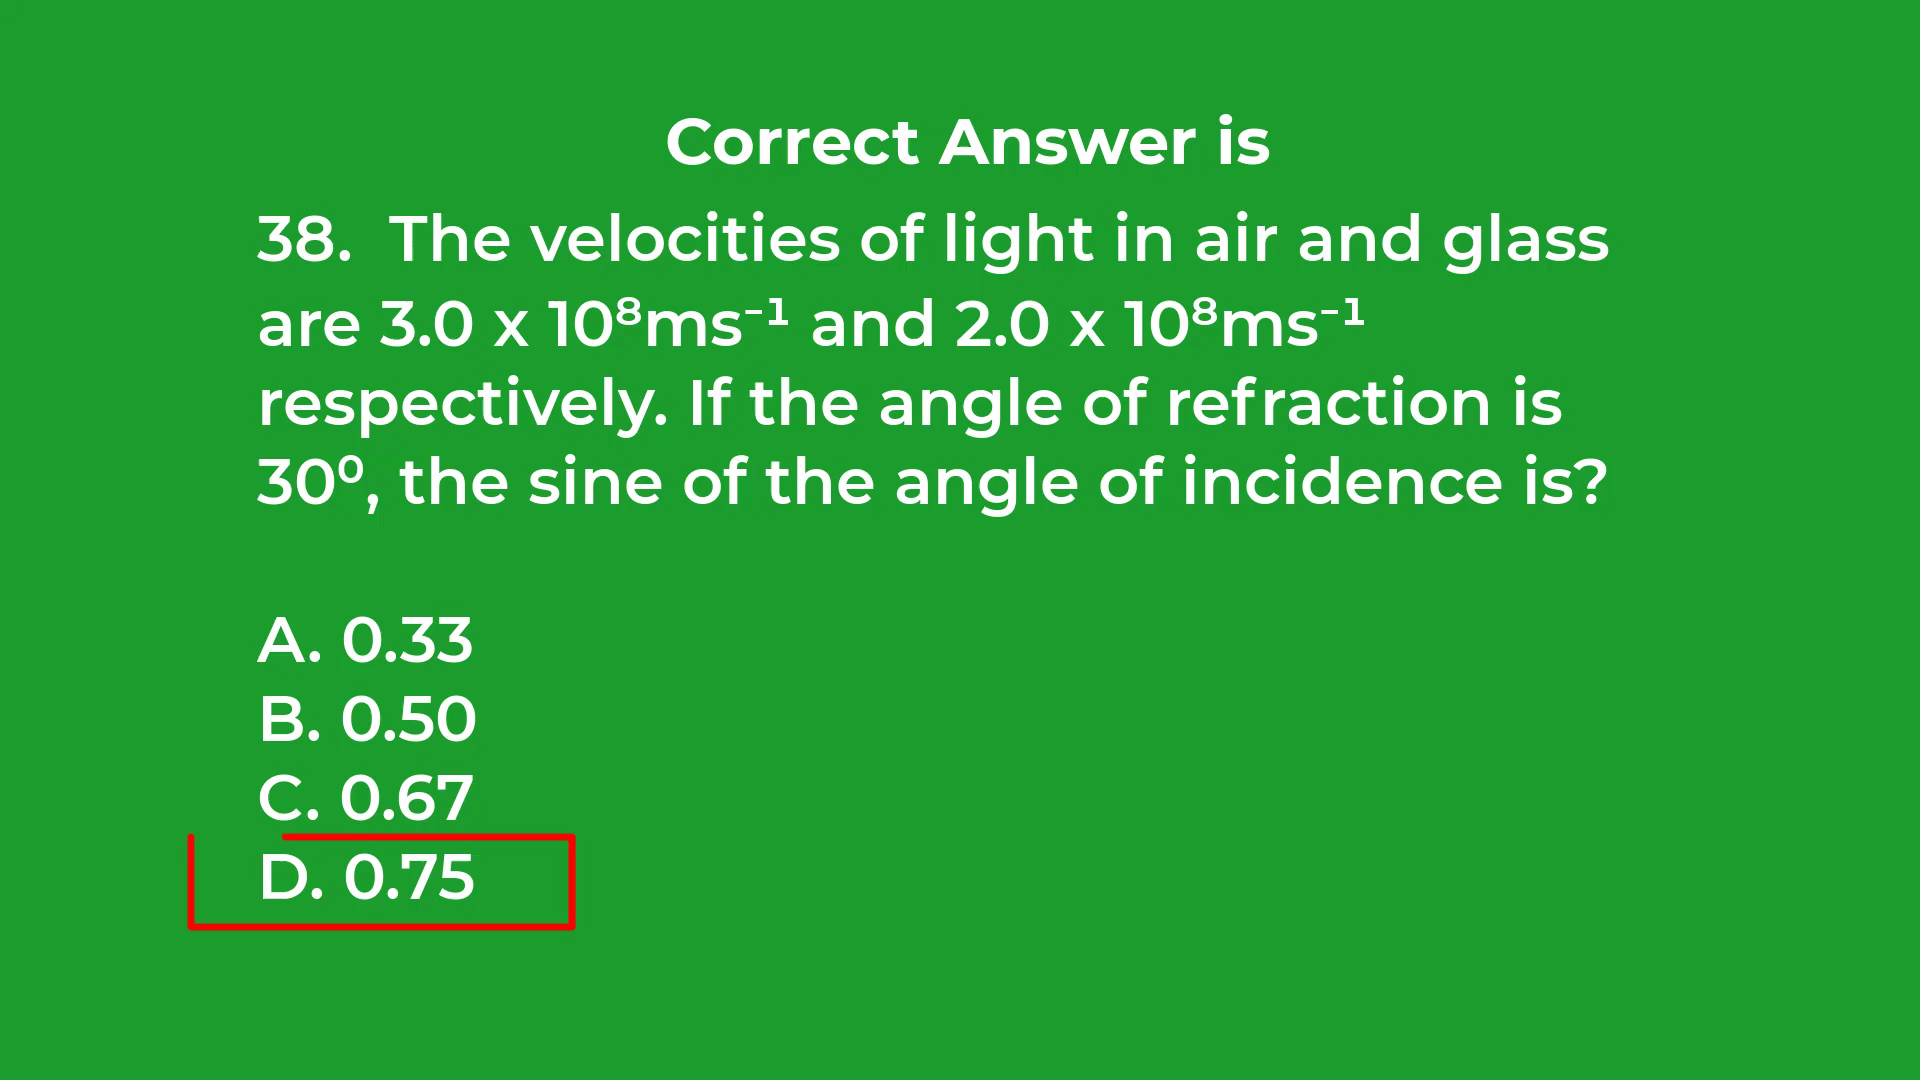 Correct Answer is
38. The velocities of light in air and glass
are 3.0 x 10⁸ms⁻¹ and 2.0 x 10⁸ms⁻¹
respectively. If the angle of refraction is
30⁰, the sine of the angle of incidence is?
A. 0.33
B. 0.50
C. 0.67
D. 0.75